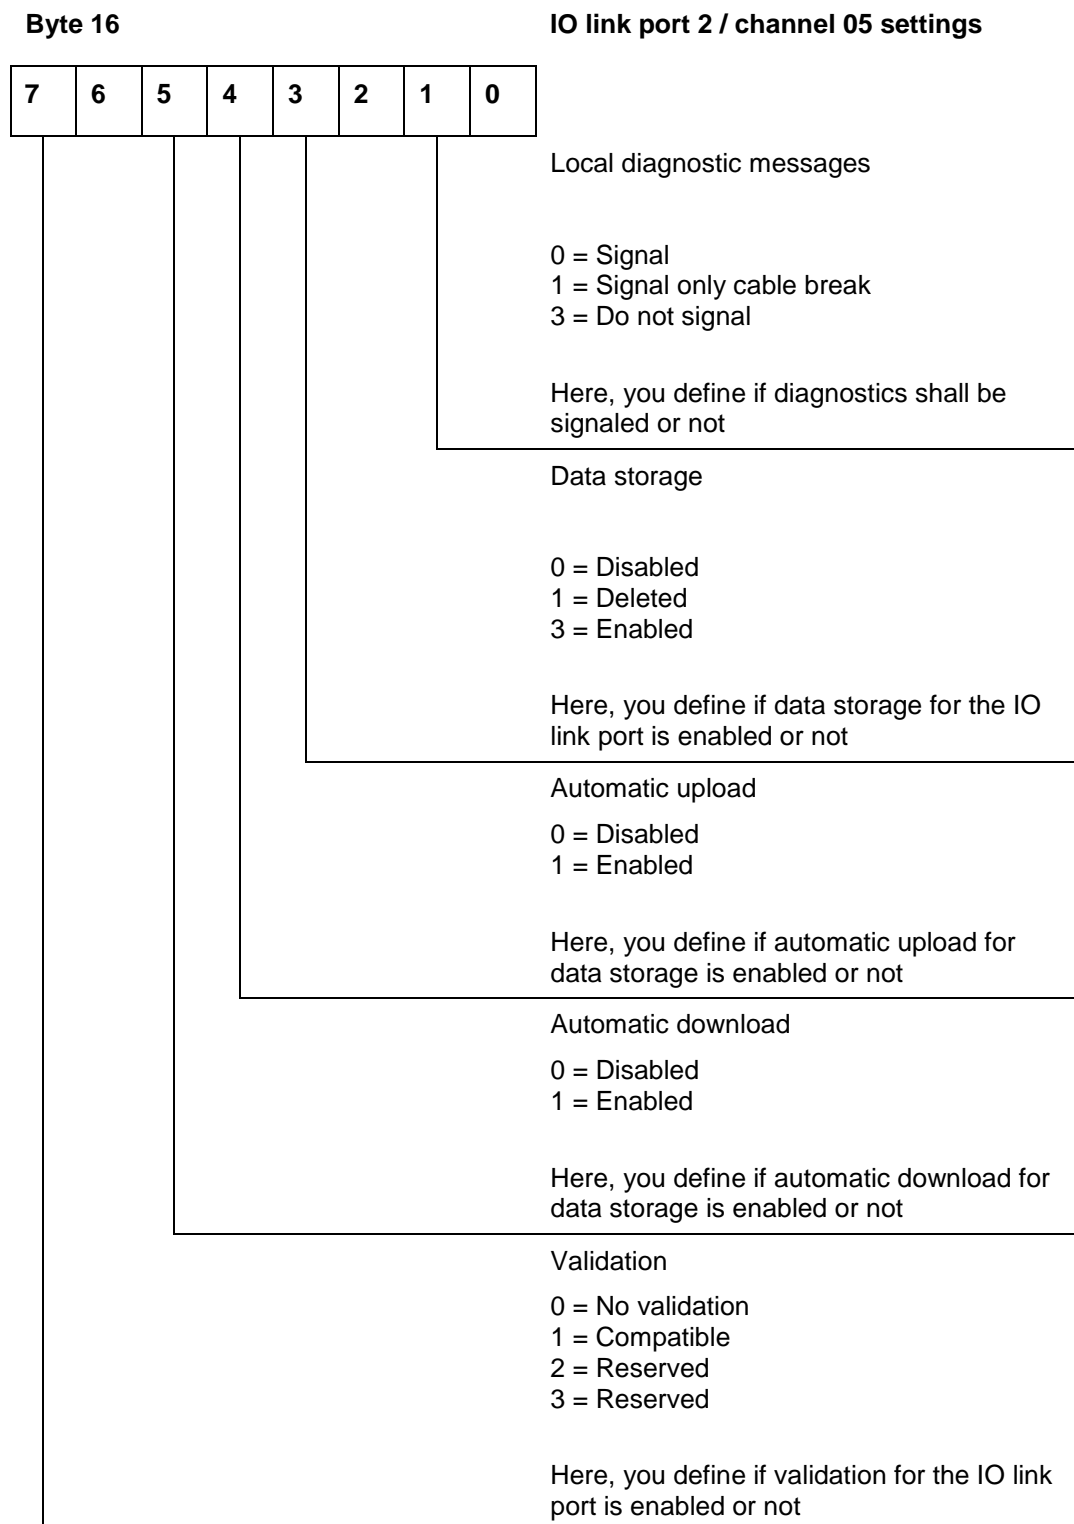 Byte 16 IO link port 2 / channel 05 settings
7 6 5 4 3 2 1 0
Local diagnostic messages
0 = Signal
1 = Signal only cable break
3 = Do not signal
Here, you define if diagnostics shall be
signaled or not
Data storage
0 = Disabled
1 = Deleted
3 = Enabled
Here, you define if data storage for the IO
link port is enabled or not
Automatic upload
0 = Disabled
1 = Enabled
Here, you define if automatic upload for
data storage is enabled or not
Automatic download
0 = Disabled
1 = Enabled
Here, you define if automatic download for
data storage is enabled or not
Validation
0 = No validation
1 = Compatible
2 = Reserved
3 = Reserved
Here, you define if validation for the IO link
port is enabled or not